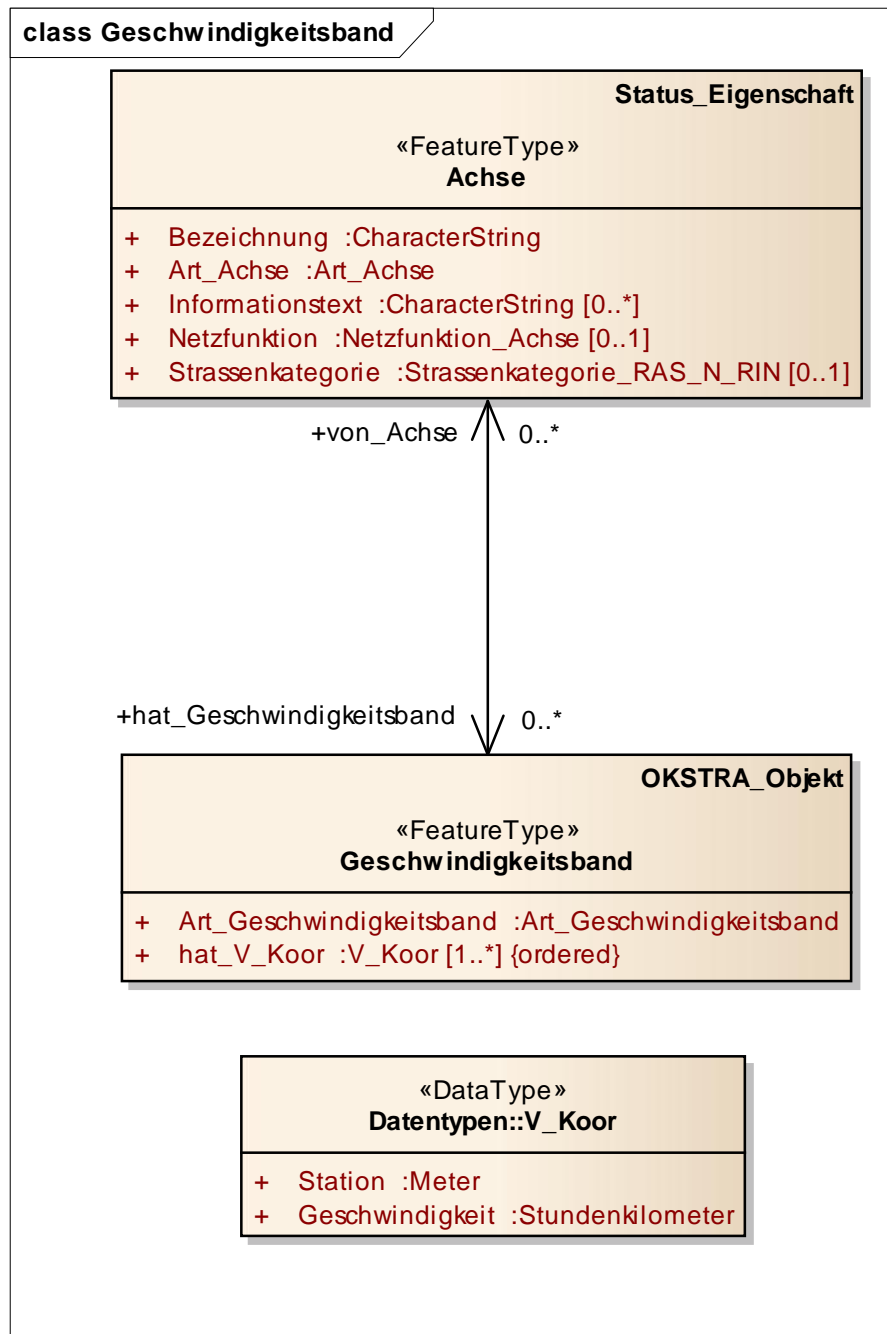 class Geschwindigkeitsband
Status_Eigenschaft
«FeatureType»
Achse
+ Bezeichnung :CharacterString
+ Art_Achse :Art_Achse
+ Informationstext :CharacterString [0..*]
+ Netzfunktion :Netzfunktion_Achse [0..1]
+ Strassenkategorie :Strassenkategorie_RAS_N_RIN [0..1]
+von_Achse 0..*
+hat_Geschwindigkeitsband 0..*
OKSTRA_Objekt
«FeatureType»
Geschwindigkeitsband
+ Art_Geschwindigkeitsband :Art_Geschwindigkeitsband
+ hat_V_Koor :V_Koor [1..*] {ordered}
«DataType»
Datentypen::V_Koor
+ Station :Meter
+ Geschwindigkeit :Stundenkilometer